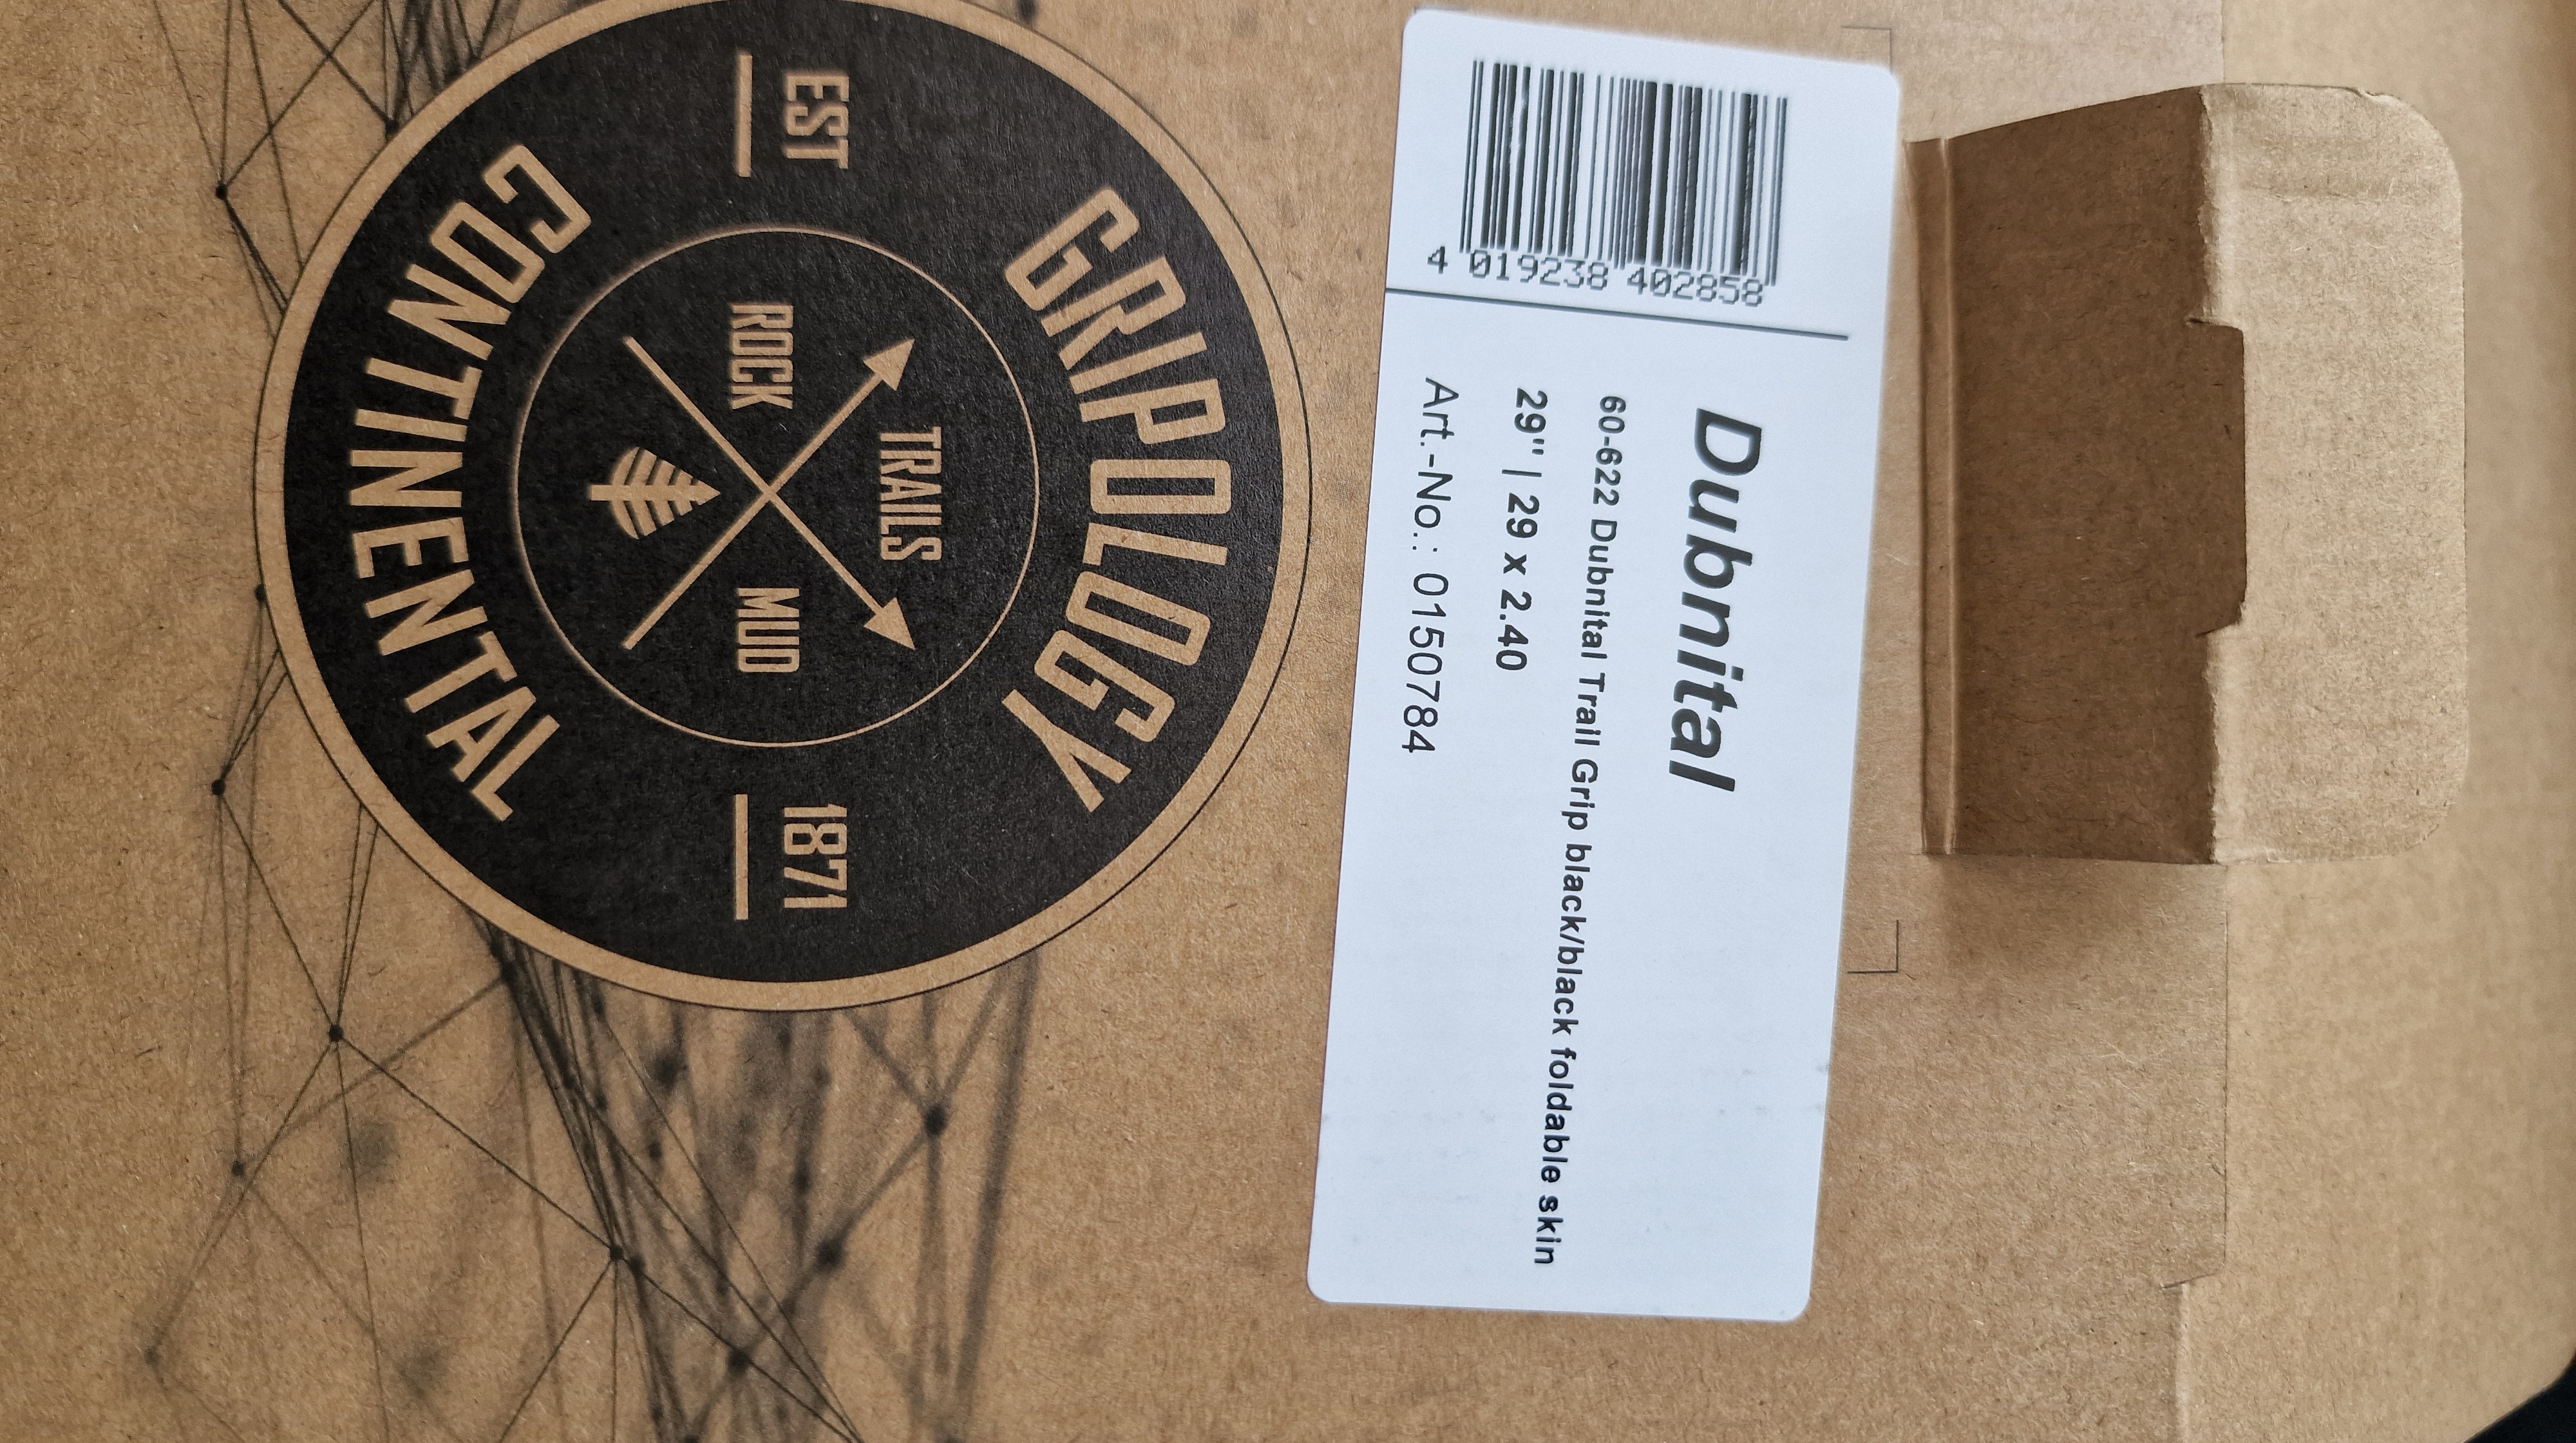 GRIPOLOGY
EST
1871
TRAILS
ROCK
MUD
CONTINENTAL
Dubnital
60-622 Dubnital Trail Grip black/black foldable skin
29" | 29 x 2.40
Art.-No.: 01507784
4 019238 402858